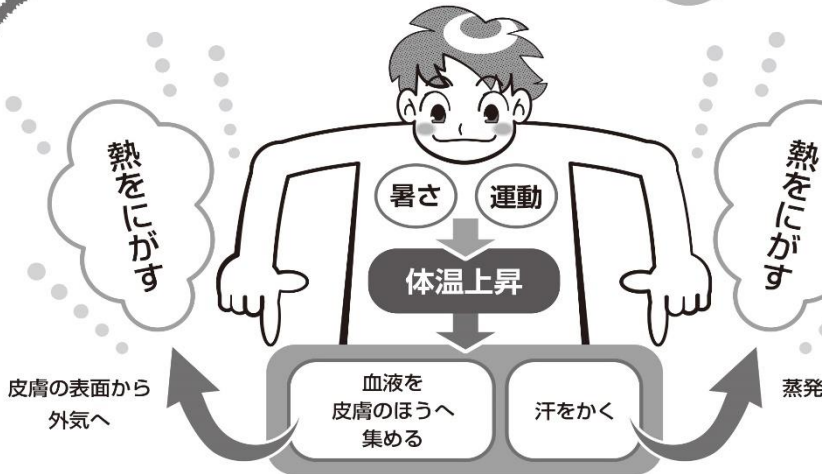 熱をにがす
暑さ
運動
熱をにがす
体温上昇
皮膚の表面から
外気へ
血液を
皮膚のほうへ
集める
汗をかく
蒸発